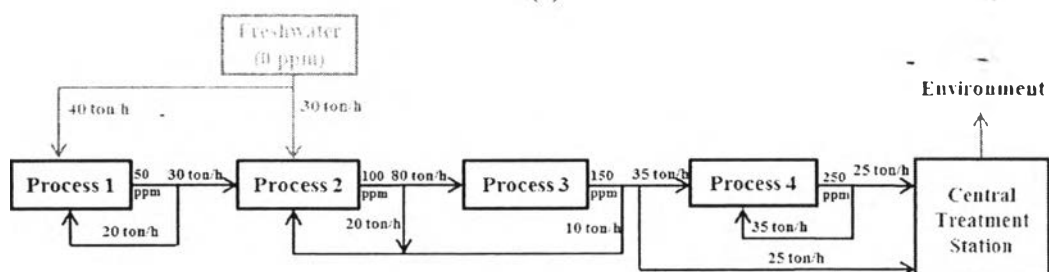 Freshwater
(0 ppm)
40 ton/h
30 ton/h
Environment
Process 1
50
ppm
30 ton/h
20 ton/h
Process 2
100
ppm
80 ton/h
20 ton/h
Process 3
150
ppm
10 ton/h
35 ton/h
Process 4
250
ppm
35 ton/h
25 ton/h
25 ton/h
Central
Treatment
Station